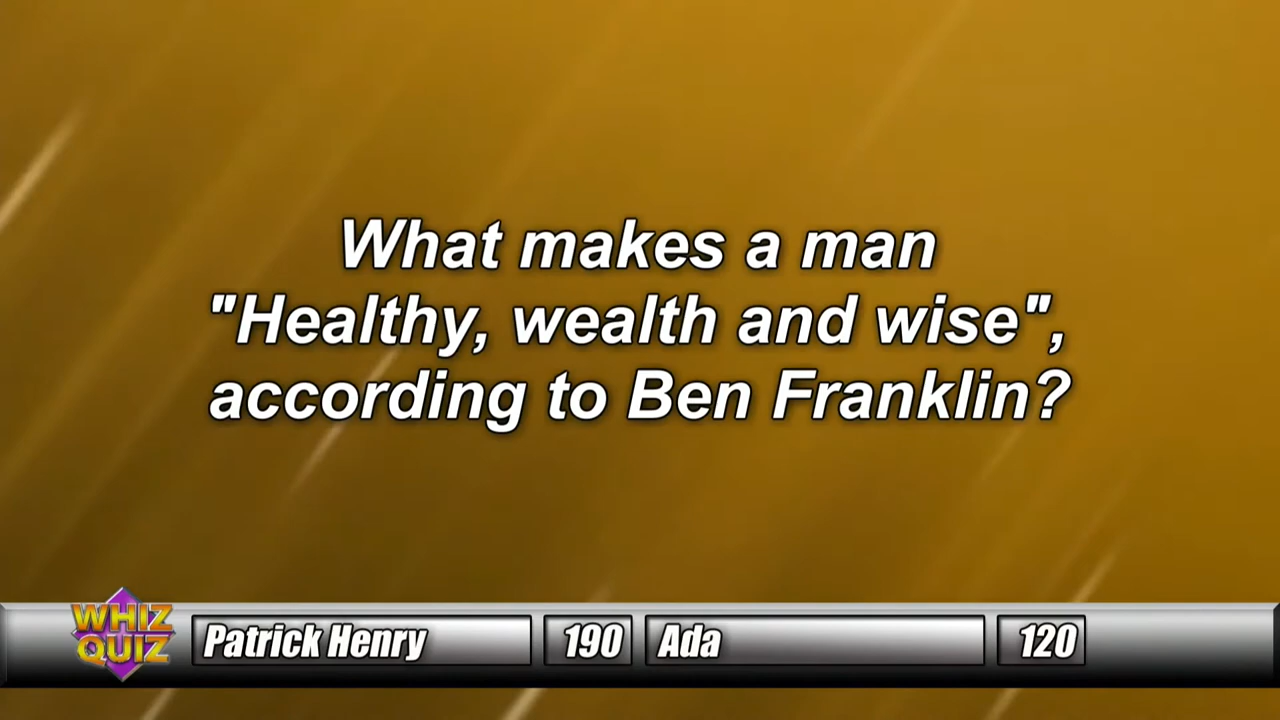 What makes a man
"Healthy, wealth and wise",
according to Ben Franklin?
WHIZ
QUIZ
Patrick Henry 190 Ada 120